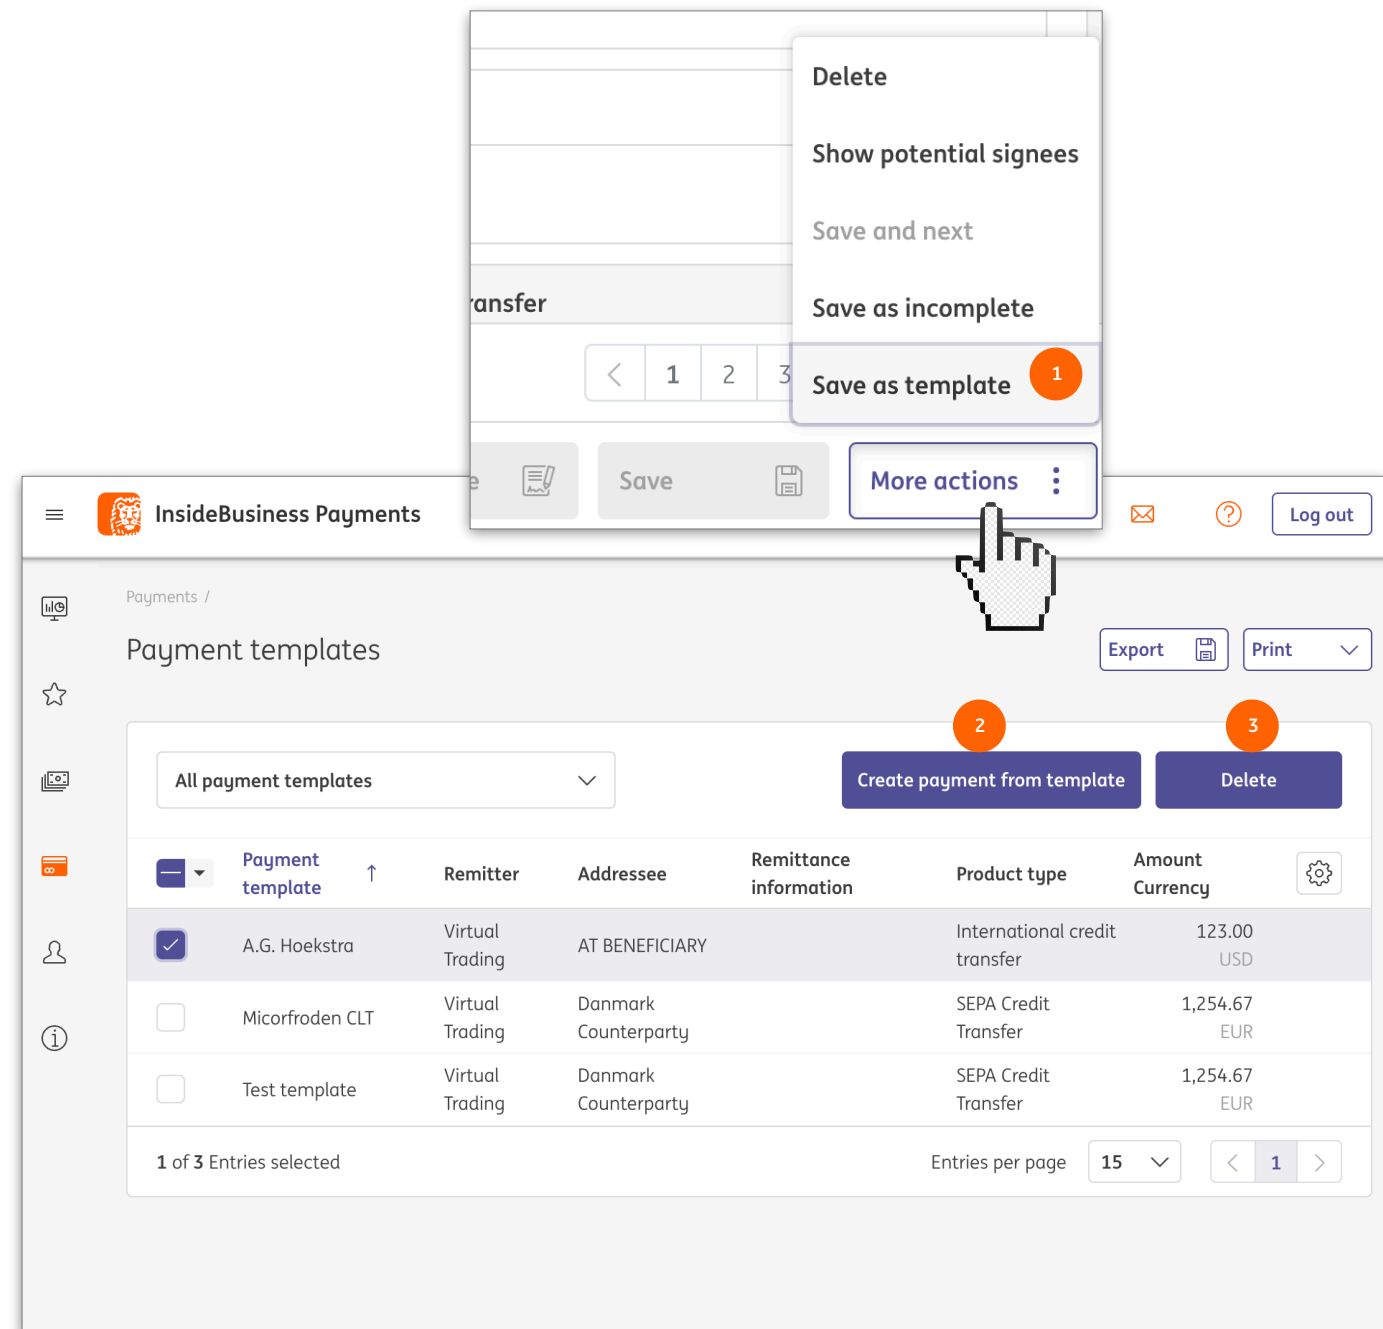 Delete
Show potential signees
Save and next
Save as incomplete
ransfer
1 2 3
Save as template 1
e Save More actions
InsideBusiness Payments
Log out
Payments /
Payment templates
Export Print
2 3
All payment templates
Create payment from template Delete
Payment template Remitter Addressee Remittance information Product type Amount Currency
A.G. Hoekstra Virtual Trading AT BENEFICIARY International credit transfer 123.00 USD
Micorfroden CLT Virtual Trading Danmark Counterparty SEPA Credit Transfer 1,254.67 EUR
Test template Virtual Trading Danmark Counterparty SEPA Credit Transfer 1,254.67 EUR
1 of 3 Entries selected Entries per page 15 1